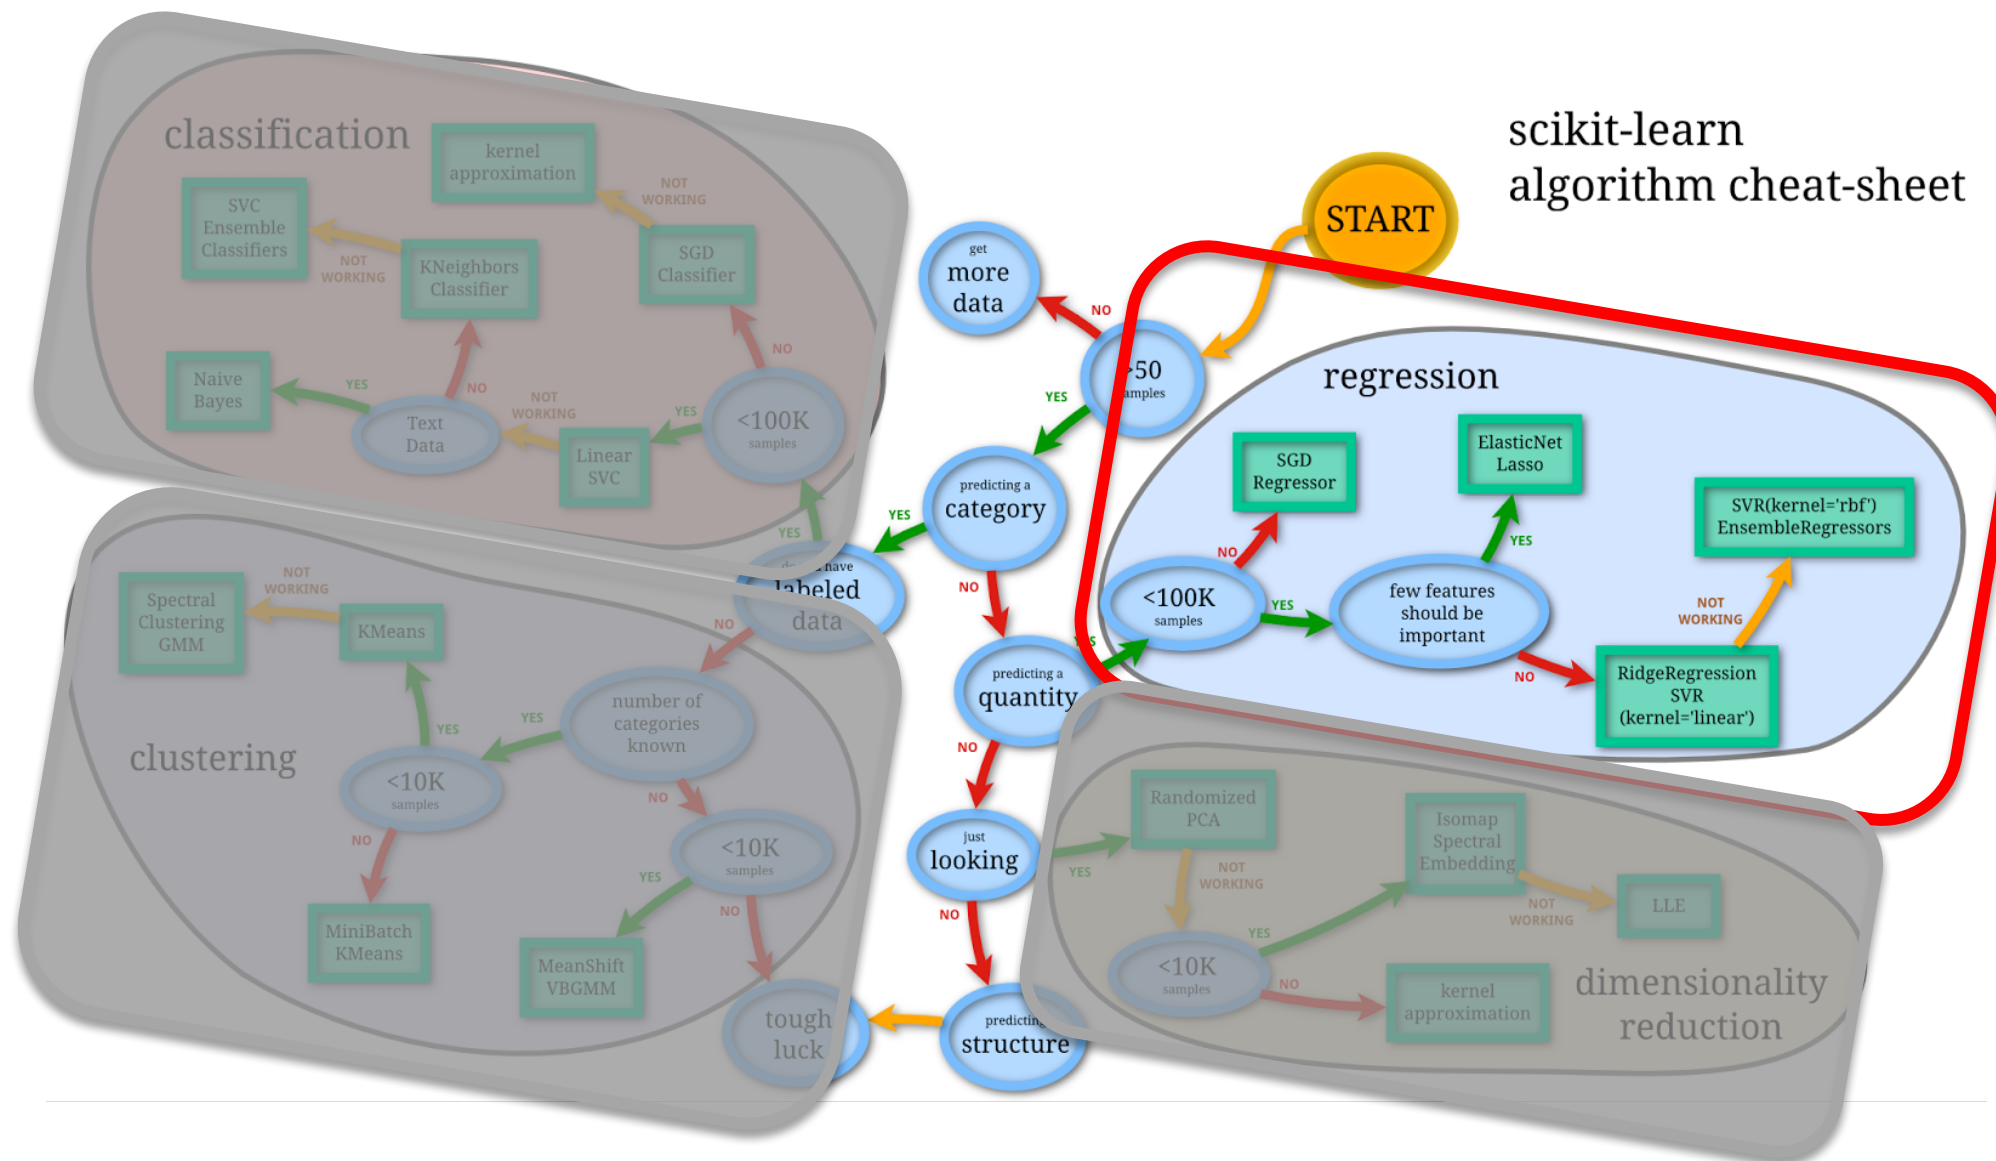 scikit-learn
algorithm cheat-sheet
START
get
more
data
NO
>50
samples
YES
predicting a
category
YES
NO
do you have
labeled
data
YES
NO
predicting a
quantity
YES
NO
just
looking
YES
NO
predicting
structure
tough
luck
classification
kernel
approximation
NOT
WORKING
SVC
Ensemble
Classifiers
NOT
WORKING
KNeighbors
Classifier
SGD
Classifier
NO
Naive
Bayes
YES
NO
Text
Data
NOT
WORKING
Linear
SVC
YES
<100K
samples
regression
SGD
Regressor
ElasticNet
Lasso
SVR(kernel='rbf')
EnsembleRegressors
NO
YES
<100K
samples
YES
few features
should be
important
NOT
WORKING
NO
RidgeRegression
SVR
(kernel='linear')
clustering
Spectral
Clustering
GMM
NOT
WORKING
KMeans
number of
categories
known
YES
YES
<10K
samples
NO
NO
<10K
samples
YES
NO
MiniBatch
KMeans
MeanShift
VBGMM
dimensionality
reduction
Randomized
PCA
NOT
WORKING
Isomap
Spectral
Embedding
NOT
WORKING
LLE
YES
<10K
samples
NO
kernel
approximation